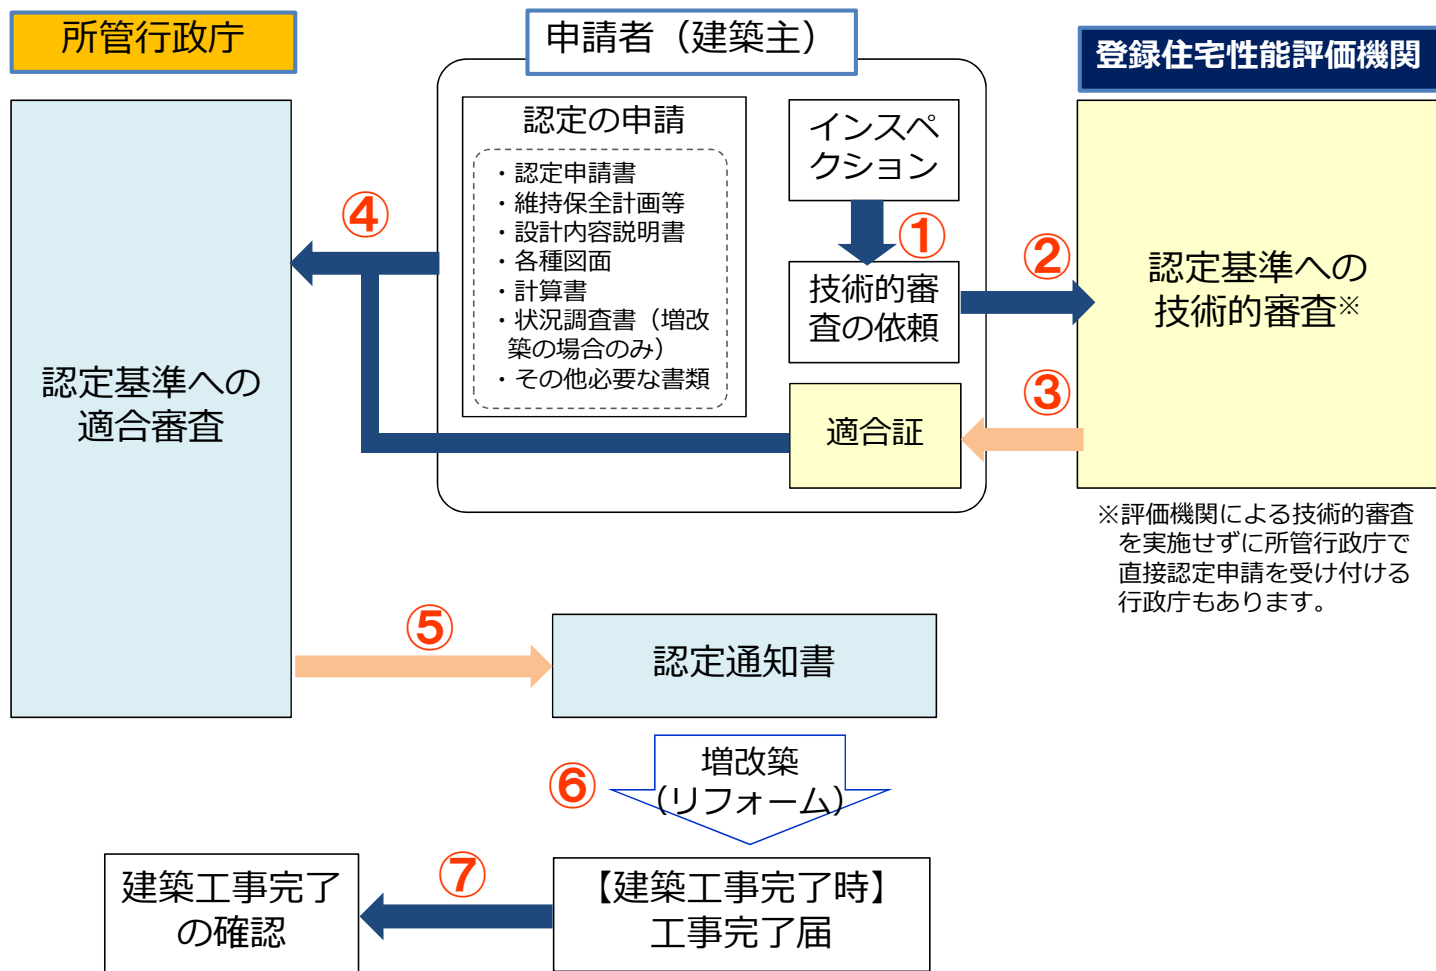 所管行政庁
申請者（建築主）
登録住宅性能評価機関
認定の申請
・認定申請書
・維持保全計画等
・設計内容説明書
・各種図面
・計算書
・状況調査書（増改
築の場合のみ）
・その他必要な書類
インスペ
クション
①
技術的審
査の依頼
②
認定基準への
技術的審査※
③
適合証
④
認定基準への
適合審査
※評価機関による技術的審査
を実施せずに所管行政庁で
直接認定申請を受け付ける
行政庁もあります。
⑤
認定通知書
⑥
増改築
（リフォーム）
【建築工事完了時】
工事完了届
⑦
建築工事完了
の確認